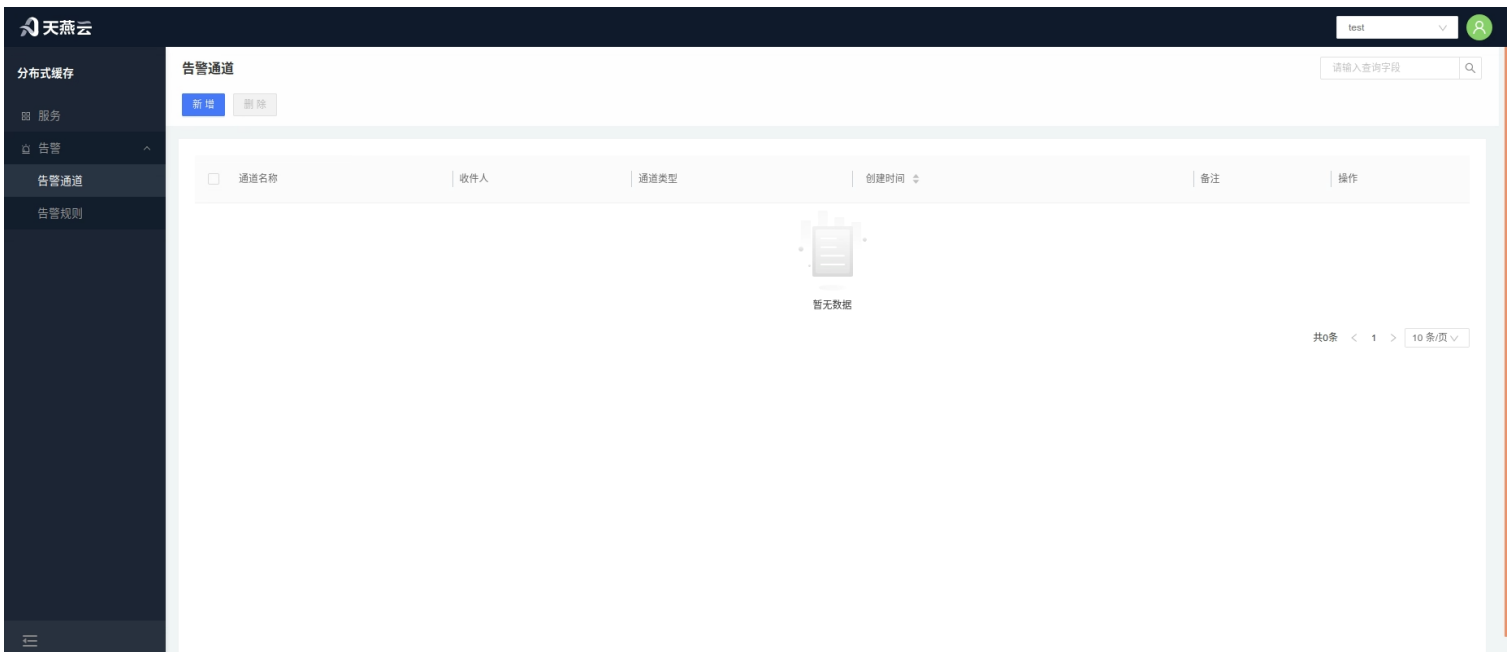 天燕云
test
分布式缓存
告警通道
请输入查询字段
新增
删除
服务
告警
告警通道
告警规则
通道名称
收件人
通道类型
创建时间
备注
操作
暂无数据
共0条
1
10 条/页